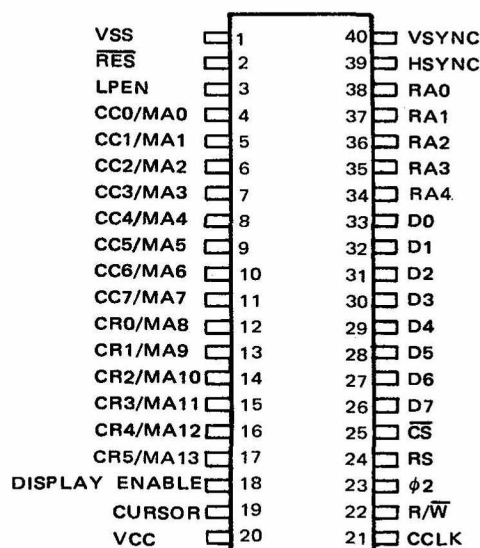 VSS 1 40 VSYNC
R̅E̅S̅ 2 39 HSYNC
LPEN 3 38 RA0
CC0/MA0 4 37 RA1
CC1/MA1 5 36 RA2
CC2/MA2 6 35 RA3
CC3/MA3 7 34 RA4
CC4/MA4 8 33 D0
CC5/MA5 9 32 D1
CC6/MA6 10 31 D2
CC7/MA7 11 30 D3
CR0/MA8 12 29 D4
CR1/MA9 13 28 D5
CR2/MA10 14 27 D6
CR3/MA11 15 26 D7
CR4/MA12 16 25 C̅S̅
CR5/MA13 17 24 RS
DISPLAY ENABLE 18 23 ϕ2
CURSOR 19 22 R/W̅
VCC 20 21 CCLK